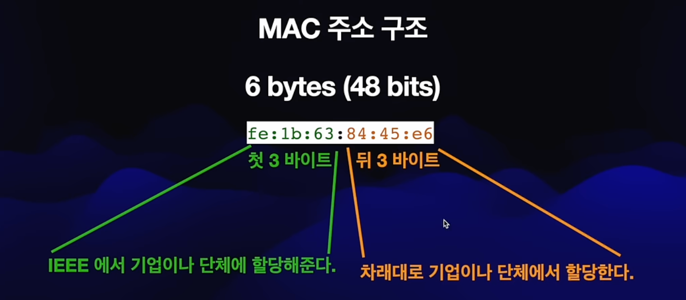 MAC 주소 구조
6 bytes (48 bits)
fe:1b:63:84:45:e6
첫 3 바이트 뒤 3 바이트
IEEE 에서 기업이나 단체에 할당해준다.
차래대로 기업이나 단체에서 할당한다.